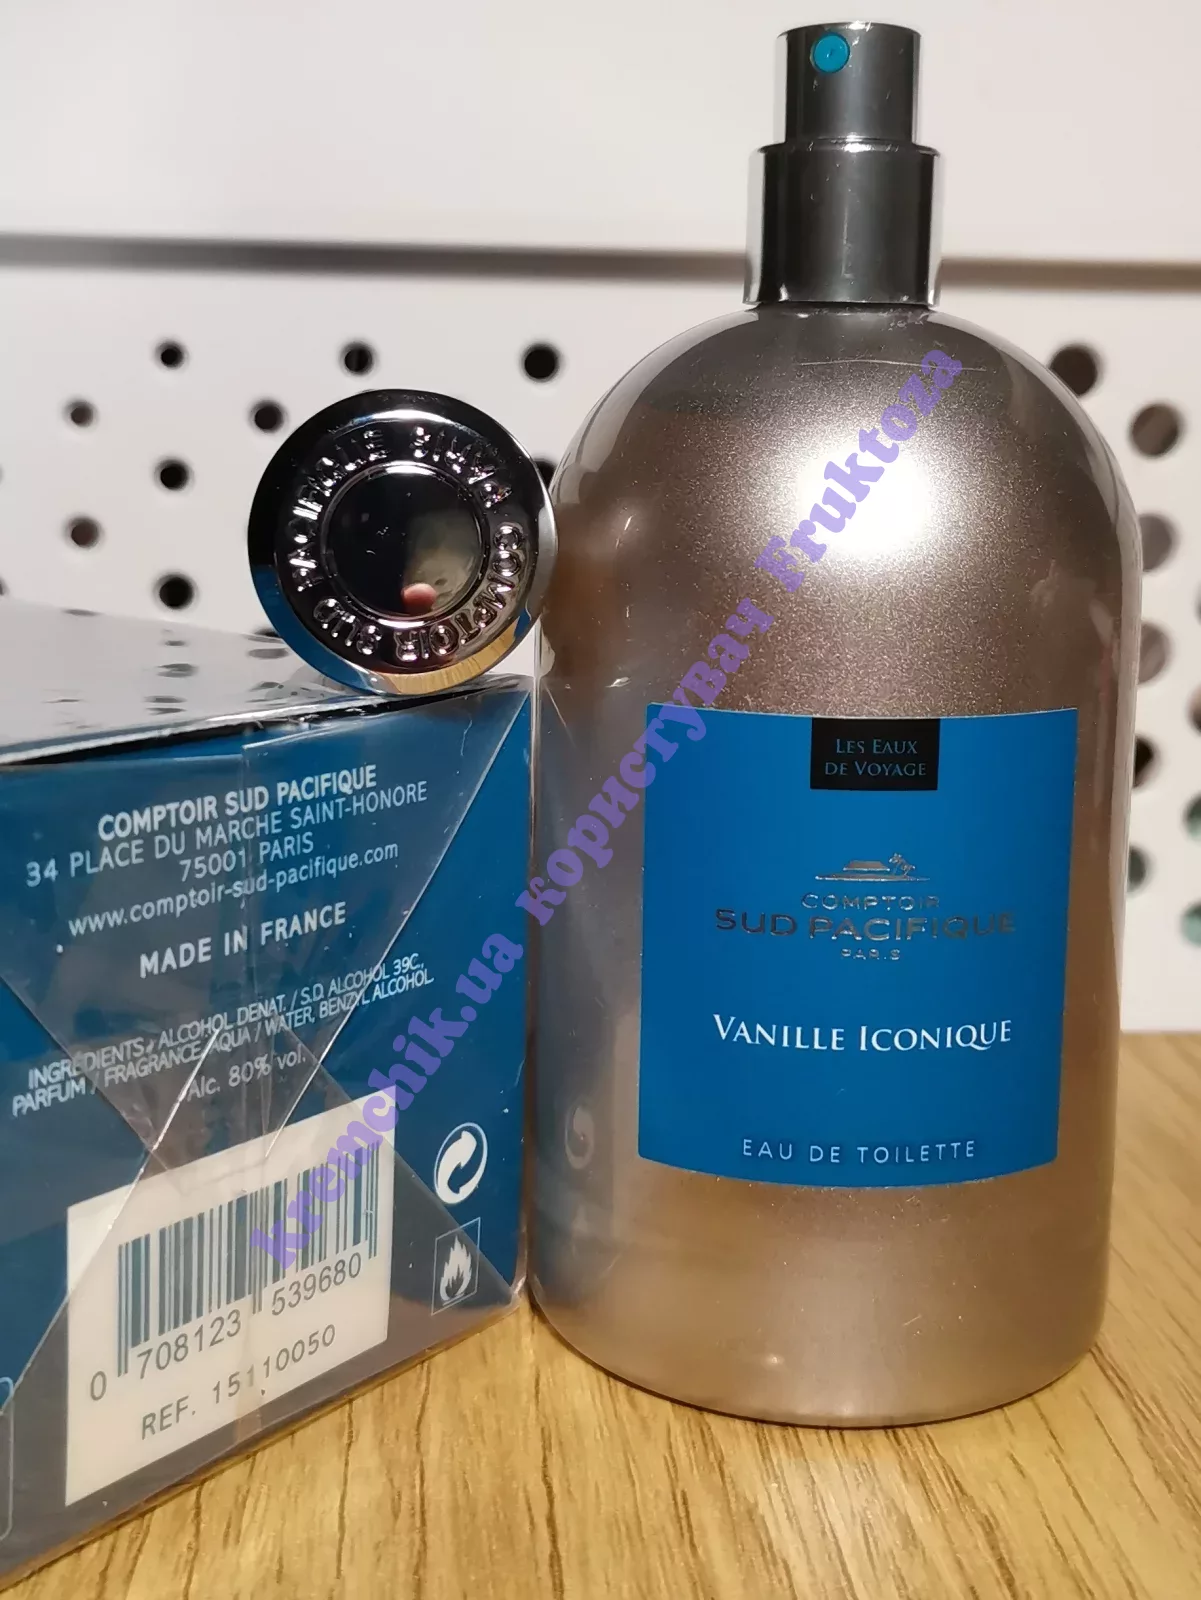 COMPTOIR SUD PACIFIQUE PARIS
LES EAUX
DE VOYAGE
COMPTOIR
SUD PACIFIQUE
PARIS
VANILLE ICONIQUE
EAU DE TOILETTE
COMPTOIR SUD PACIFIQUE
34 PLACE DU MARCHE SAINT-HONORE
75001 PARIS
www.comptoir-sud-pacifique.com
MADE IN FRANCE
INGREDIENTS: ALCOHOL DENAT. / S.D. ALCOHOL 39C,
PARFUM / FRAGRANCE, AQUA / WATER, BENZYL ALCOHOL.
Alc. 80% vol.
0 708123 539680
REF. 15110050
kremchik.ua користувач Fruktoza